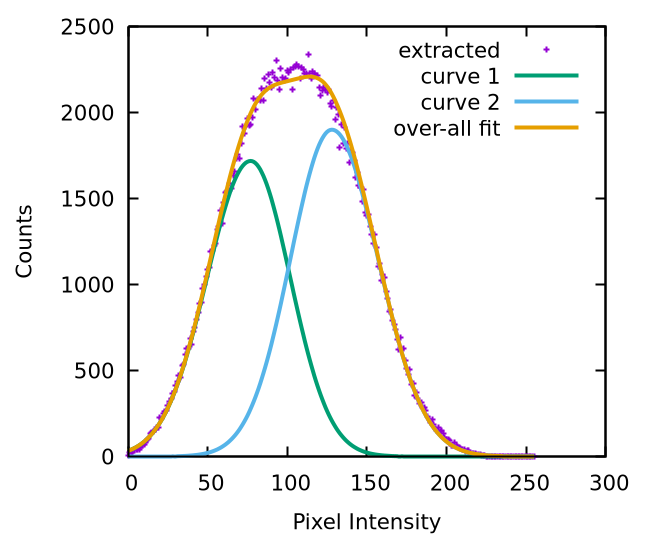 2500
2000
1500
1000
500
0
0 50 100 150 200 250 300
Counts
Pixel Intensity
extracted
curve 1
curve 2
over-all fit